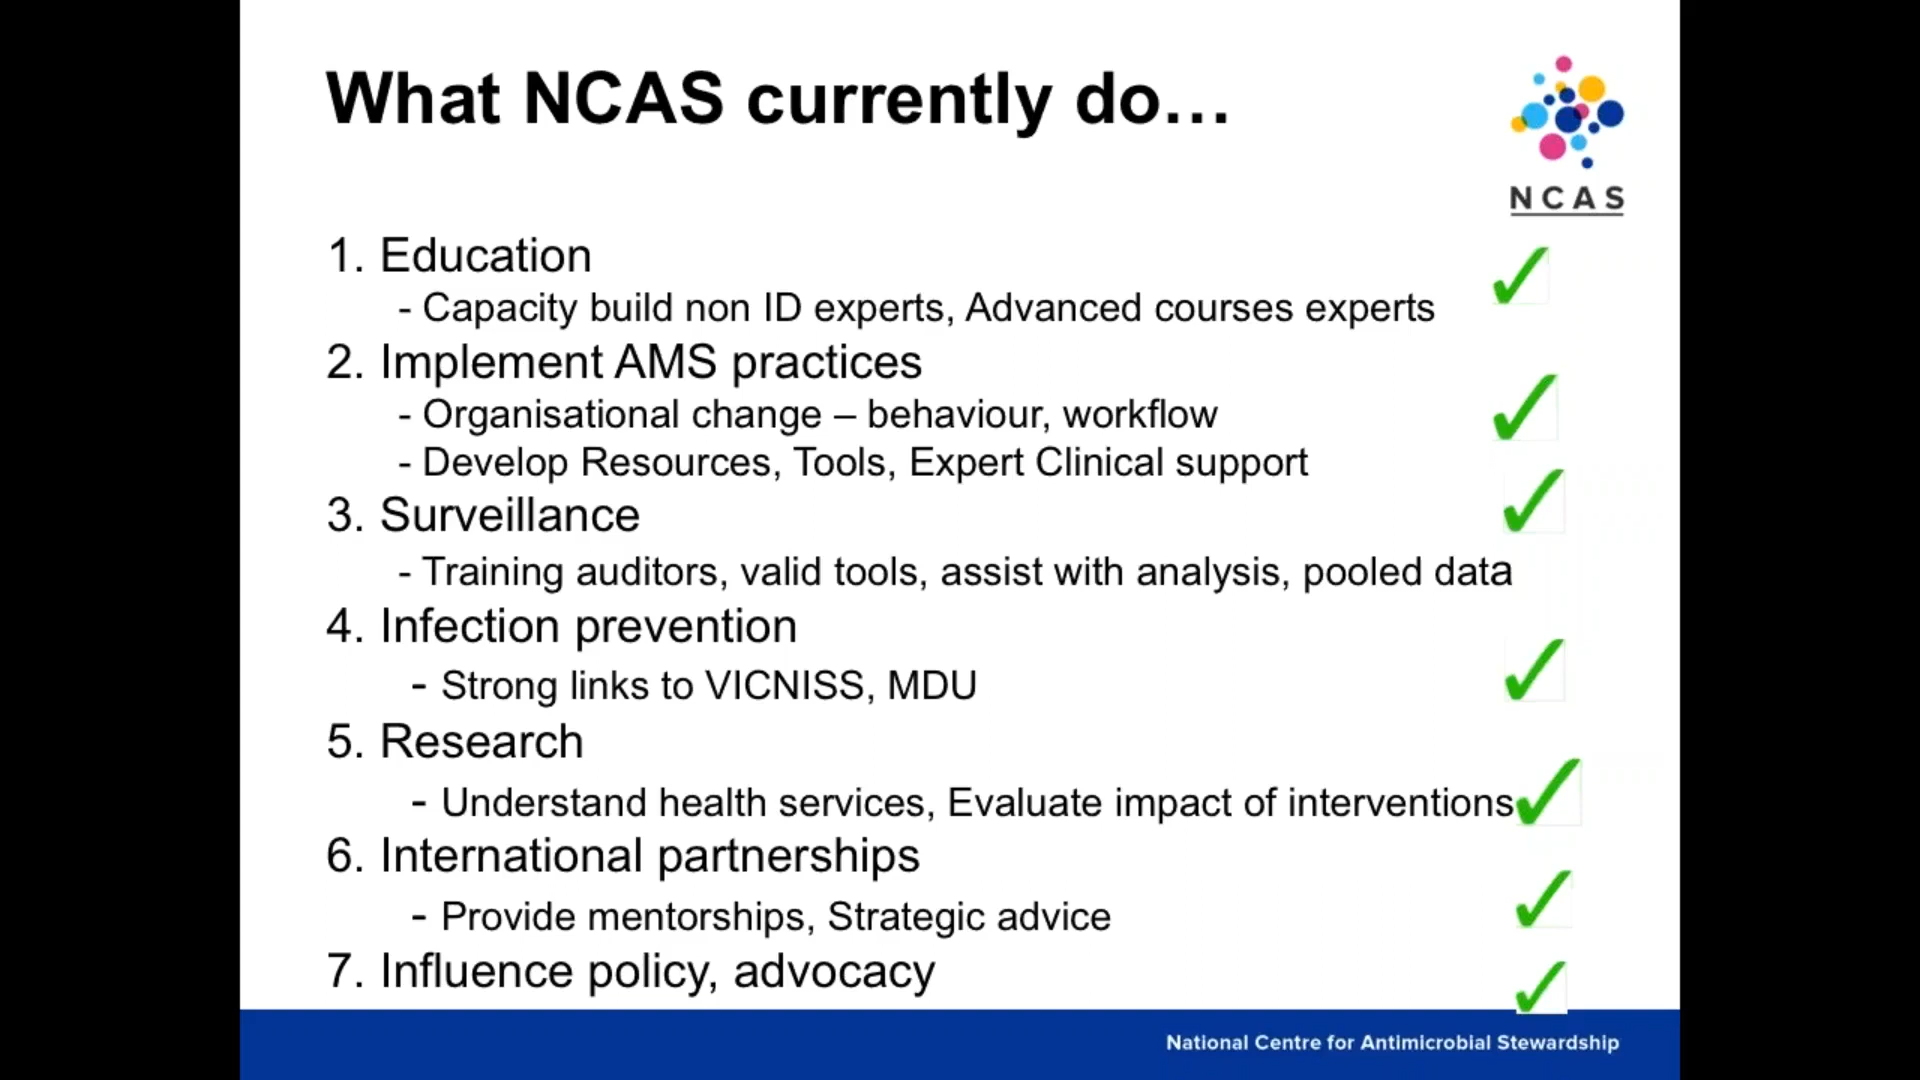 What NCAS currently do…
NCAS
1. Education
- Capacity build non ID experts, Advanced courses experts
2. Implement AMS practices
- Organisational change – behaviour, workflow
- Develop Resources, Tools, Expert Clinical support
3. Surveillance
- Training auditors, valid tools, assist with analysis, pooled data
4. Infection prevention
- Strong links to VICNISS, MDU
5. Research
- Understand health services, Evaluate impact of interventions
6. International partnerships
- Provide mentorships, Strategic advice
7. Influence policy, advocacy
National Centre for Antimicrobial Stewardship